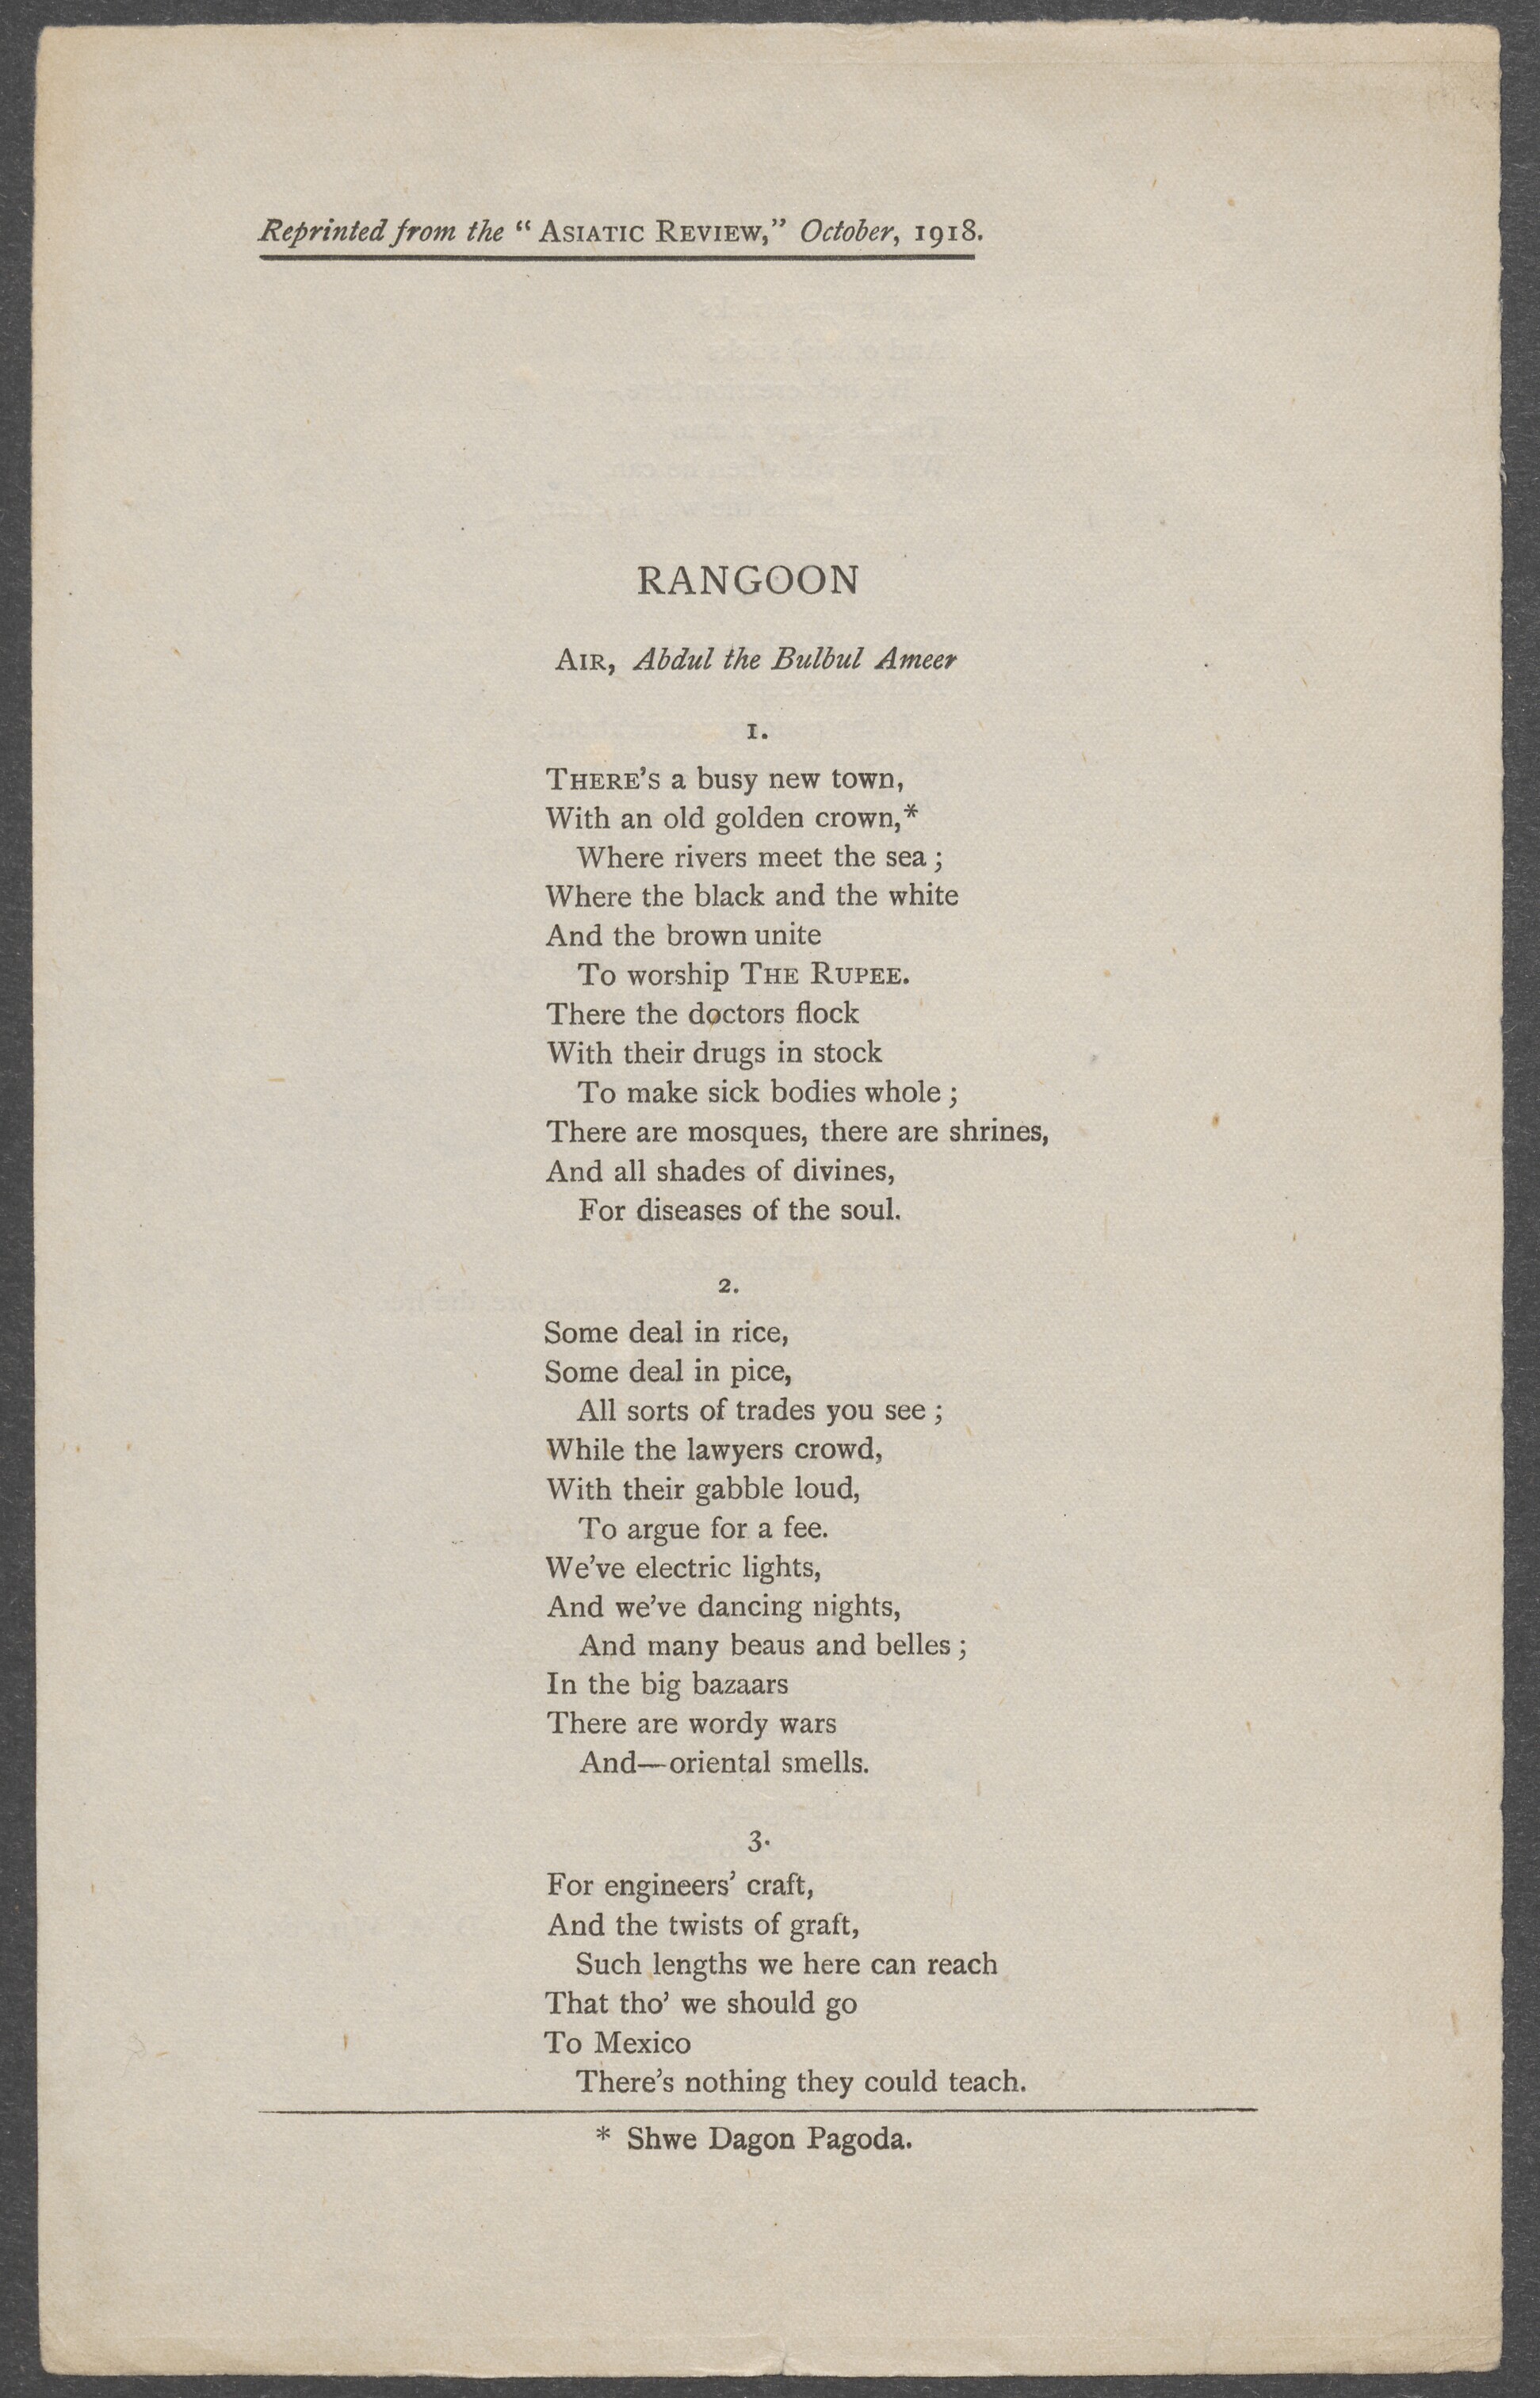 Reprinted from the “ ASIATIC REVIEW,” October, 1918.
RANGOON
AIR, Abdul the Bulbul Ameer
1.
THERE’S a busy new town,
With an old golden crown,*
Where rivers meet the sea ;
Where the black and the white
And the brown unite
To worship THE RUPEE.
There the doctors flock
With their drugs in stock
To make sick bodies whole ;
There are mosques, there are shrines,
And all shades of divines,
For diseases of the soul.
2.
Some deal in rice,
Some deal in pice,
All sorts of trades you see ;
While the lawyers crowd,
With their gabble loud,
To argue for a fee.
We’ve electric lights,
And we’ve dancing nights,
And many beaus and belles ;
In the big bazaars
There are wordy wars
And—oriental smells.
3.
For engineers’ craft,
And the twists of graft,
Such lengths we here can reach
That tho’ we should go
To Mexico
There’s nothing they could teach.
* Shwe Dagon Pagoda.